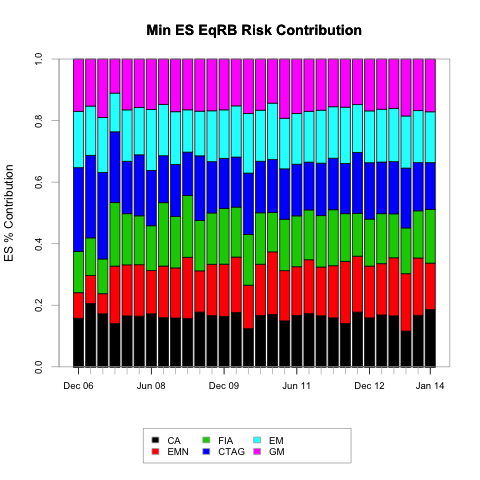 Min ES EqRB Risk Contribution
ES % Contribution
1.0
0.8
0.6
0.4
0.2
0.0
Dec 06 Jun 08 Dec 09 Jun 11 Dec 12 Jan 14
CA FIA EM
EMN CTAG GM